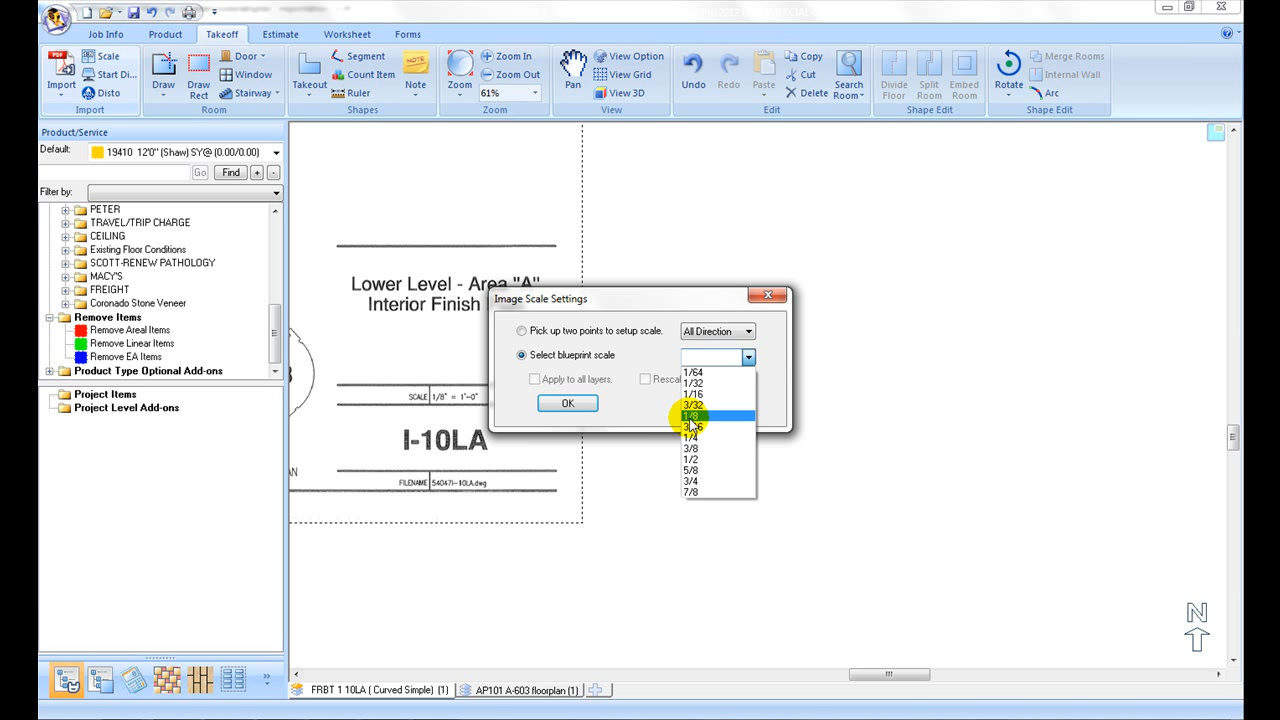 Job Info
Product
Takeoff
Estimate
Worksheet
Forms
Import
Scale
Start Di...
Disto
Import
Draw
Draw Rect
Door
Window
Stairway
Room
Takeoff
Segment
Count Item
Ruler
Note
Shapes
Zoom
Zoom In
Zoom Out
61%
Zoom
Pan
View Option
View Grid
View 3D
View
Undo
Redo
Paste
Copy
Cut
Delete
Search Room
Edit
Divide Floor
Split Room
Embed Room
Shape Edit
Rotate
Merge Rooms
Internal Wall
Arc
Shape Edit
Product/Service
Default:
19410 12'0" (Shaw) SY@ (0.00/0.00)
Go
Find
+
-
Filter by:
PETER
TRAVEL/TRIP CHARGE
CEILING
Existing Floor Conditions
SCOTT-RENEW PATHOLOGY
MACY'S
FREIGHT
Coronado Stone Veneer
Remove Items
Remove Areal Items
Remove Linear Items
Remove EA Items
Product Type Optional Add-ons
Project Items
Project Level Add-ons
Lower Level - Area "A"
Interior Finish
SCALE 1/8" = 1'-0"
I-10LA
FILENAME 54047I-10LA.dwg
Image Scale Settings
Pick up two points to setup scale.
All Direction
Select blueprint scale
Apply to all layers.
OK
1/64
1/32
1/16
3/32
1/8
1/4
3/8
1/2
5/8
3/4
7/8
N
FRBT 1 10LA ( Curved Simple) (1)
AP101 A-603 floorplan (1)